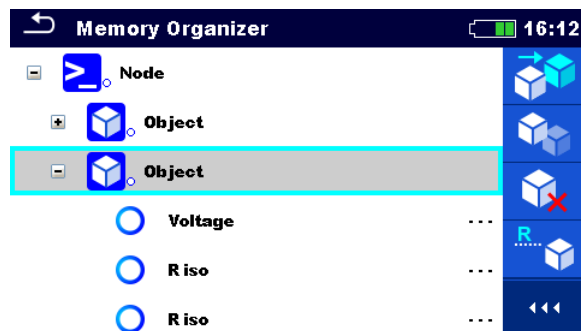 Memory Organizer 16:12
Node
Object
Object
Voltage ---
R iso ---
R
R iso ---